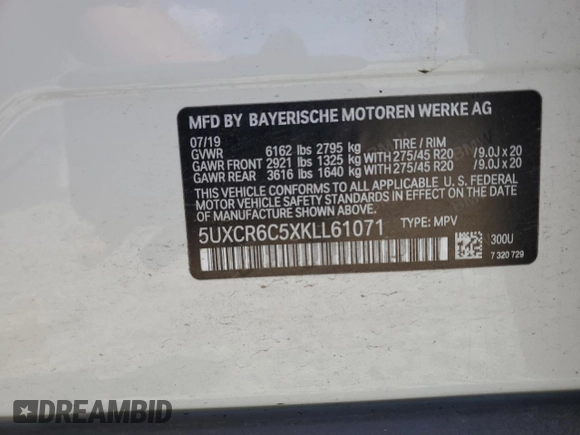 MFD BY BAYERISCHE MOTOREN WERKE AG
07/19
GVWR 6162 lbs 2795 kg TIRE / RIM
GAWR FRONT 2921 lbs 1325 kg WITH 275/45 R20 / 9.0J x 20
GAWR REAR 3616 lbs 1640 kg WITH 275/45 R20 / 9.0J x 20
THIS VEHICLE CONFORMS TO ALL APPLICABLE U. S. FEDERAL
MOTOR VEHICLE SAFETY STANDARDS IN EFFECT ON THE DATE
OF MANUFACTURE SHOWN ABOVE.
5UXCR6C5XKLL61071 TYPE: MPV
300U
7 320 729
DREAMBID